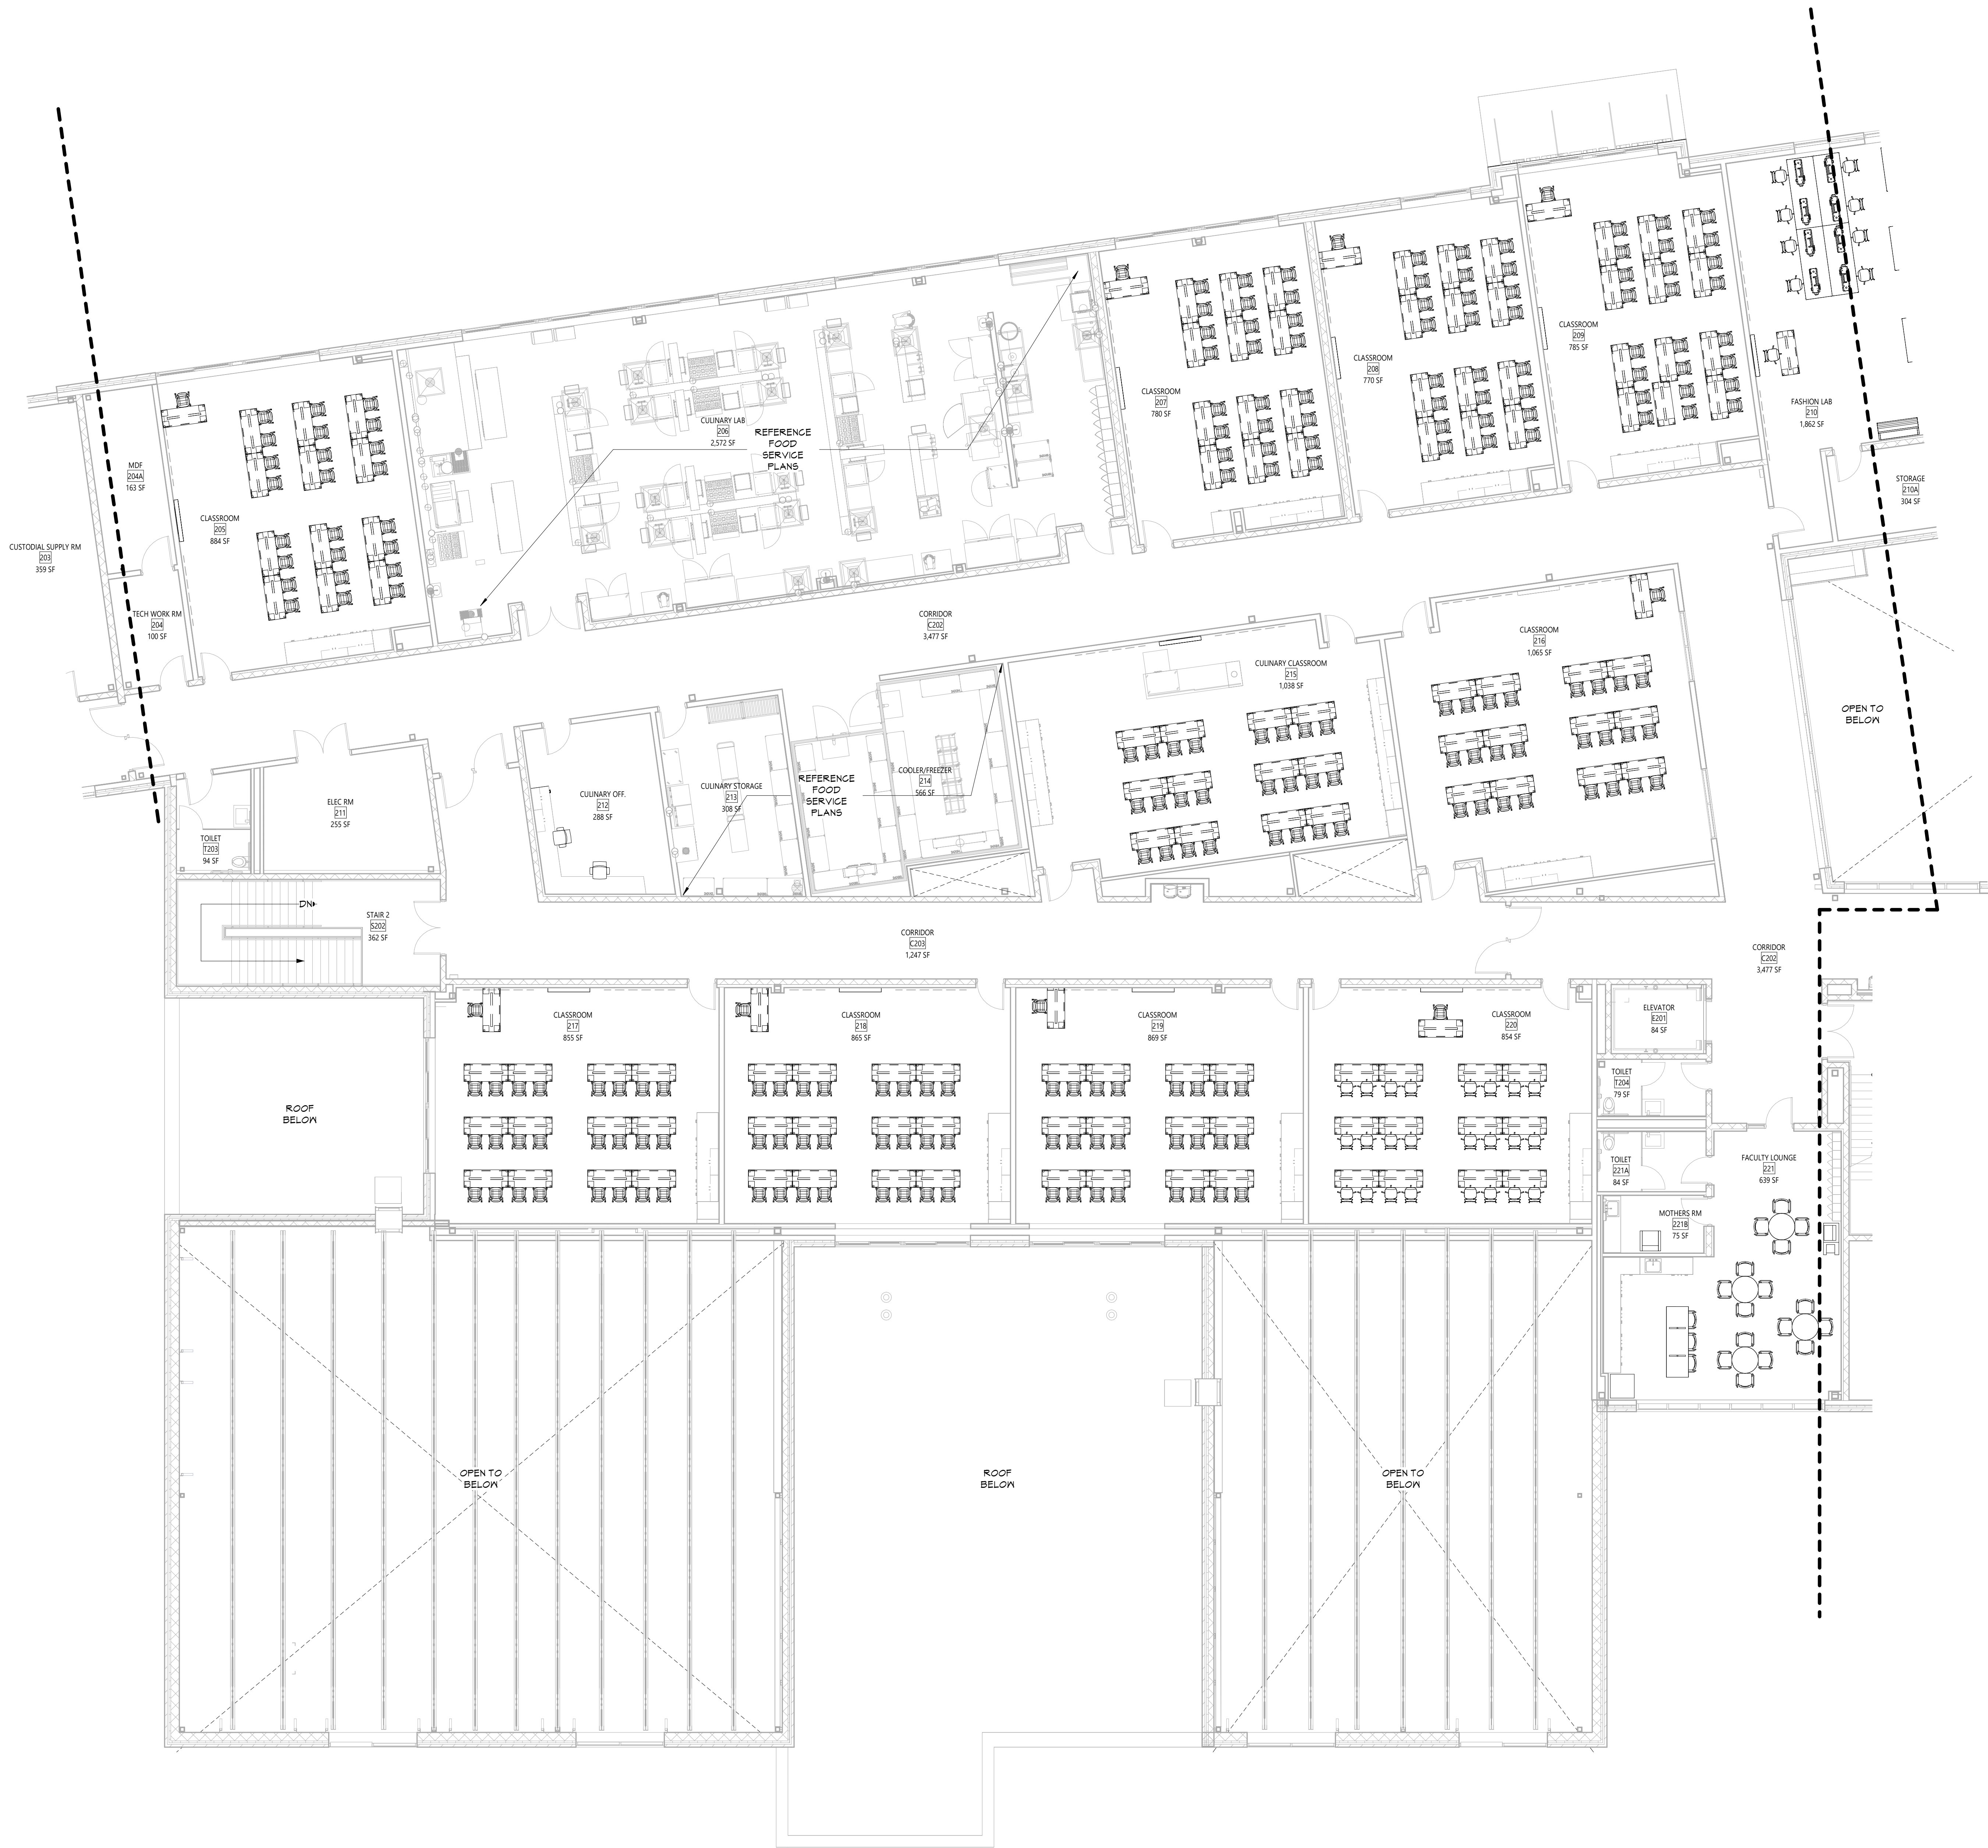 MDF
204A
163 SF
CUSTODIAL SUPPLY RM
203
359 SF
TECH WORK RM
204
100 SF
CLASSROOM
205
884 SF
CULINARY LAB
206
2,572 SF
REFERENCE
FOOD
SERVICE
PLANS
CLASSROOM
207
780 SF
CLASSROOM
208
770 SF
CLASSROOM
209
785 SF
FASHION LAB
210
1,862 SF
STORAGE
210A
304 SF
CORRIDOR
C202
3,477 SF
CLASSROOM
216
1,065 SF
CULINARY CLASSROOM
215
1,038 SF
OPEN TO
BELOW
COOLER/FREEZER
214
566 SF
REFERENCE
FOOD
SERVICE
PLANS
CULINARY STORAGE
213
308 SF
CULINARY OFF.
212
288 SF
ELEC RM
211
255 SF
TOILET
T203
94 SF
DN
STAIR 2
S202
362 SF
CORRIDOR
C203
1,247 SF
CORRIDOR
C202
3,477 SF
CLASSROOM
217
855 SF
CLASSROOM
218
865 SF
CLASSROOM
219
869 SF
CLASSROOM
220
854 SF
ELEVATOR
E201
84 SF
TOILET
T204
79 SF
TOILET
221A
84 SF
FACULTY LOUNGE
221
639 SF
MOTHERS RM
221B
75 SF
ROOF
BELOW
OPEN TO
BELOW
ROOF
BELOW
OPEN TO
BELOW